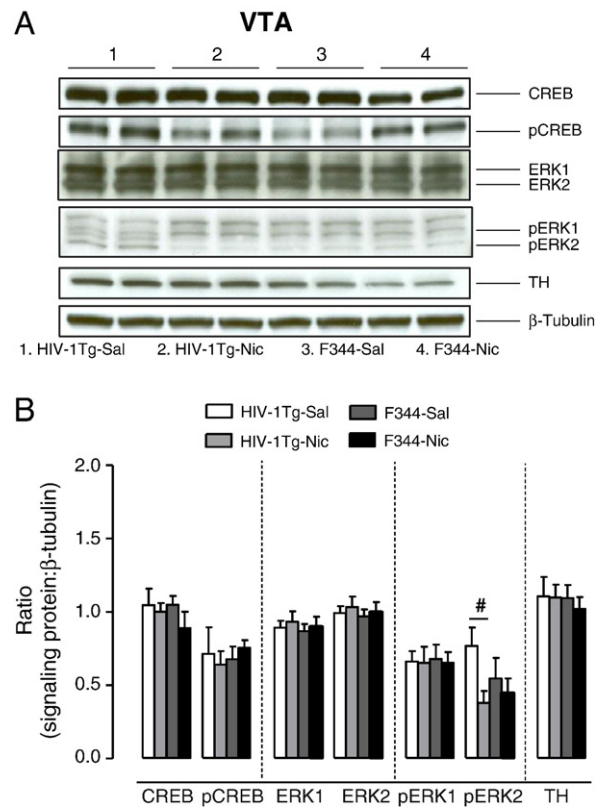 A
VTA
1 2 3 4
CREB
pCREB
ERK1
ERK2
pERK1
pERK2
TH
β-Tubulin
1. HIV-1Tg-Sal 2. HIV-1Tg-Nic 3. F344-Sal 4. F344-Nic
B
HIV-1Tg-Sal F344-Sal
HIV-1Tg-Nic F344-Nic
Ratio
(signaling protein:β-tubulin)
2.0
1.5
1.0
0.5
0.0
#
CREB pCREB ERK1 ERK2 pERK1 pERK2 TH